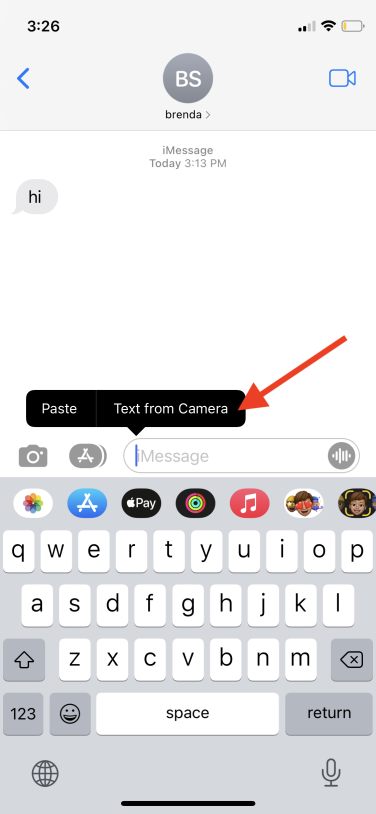 3:26
BS
brenda
iMessage
Today 3:13 PM
hi
Paste Text from Camera
iMessage
Pay
q w e r t y u i o p
a s d f g h j k l
z x c v b n m
123 space return